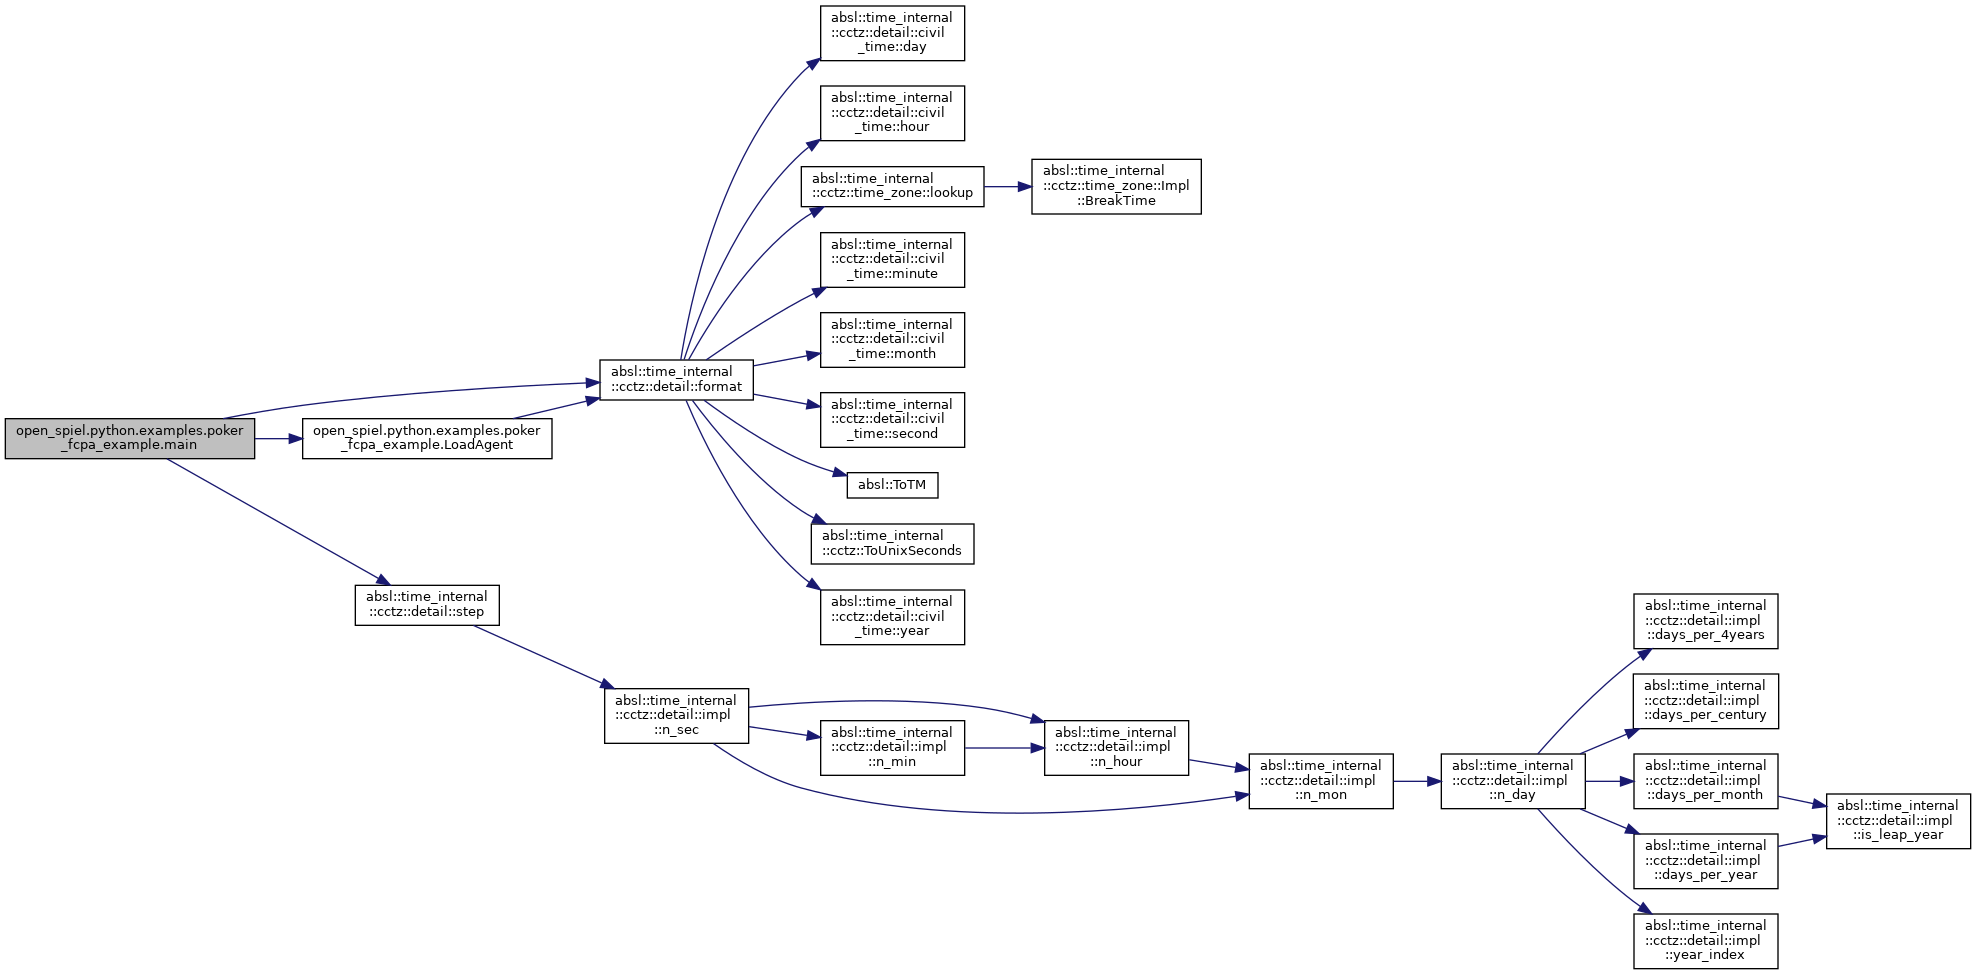 absl::time_internal
::cctz::detail::civil
_time::day
absl::time_internal
::cctz::detail::civil
_time::hour
absl::time_internal
::cctz::time_zone::lookup
absl::time_internal
::cctz::time_zone::Impl
::BreakTime
absl::time_internal
::cctz::detail::civil
_time::minute
absl::time_internal
::cctz::detail::civil
_time::month
absl::time_internal
::cctz::detail::format
absl::time_internal
::cctz::detail::civil
_time::second
open_spiel.python.examples.poker
_fcpa_example.main
open_spiel.python.examples.poker
_fcpa_example.LoadAgent
absl::ToTM
absl::time_internal
::cctz::ToUnixSeconds
absl::time_internal
::cctz::detail::civil
_time::year
absl::time_internal
::cctz::detail::step
absl::time_internal
::cctz::detail::impl
::n_sec
absl::time_internal
::cctz::detail::impl
::n_min
absl::time_internal
::cctz::detail::impl
::n_hour
absl::time_internal
::cctz::detail::impl
::n_mon
absl::time_internal
::cctz::detail::impl
::n_day
absl::time_internal
::cctz::detail::impl
::days_per_4years
absl::time_internal
::cctz::detail::impl
::days_per_century
absl::time_internal
::cctz::detail::impl
::days_per_month
absl::time_internal
::cctz::detail::impl
::days_per_year
absl::time_internal
::cctz::detail::impl
::is_leap_year
absl::time_internal
::cctz::detail::impl
::year_index